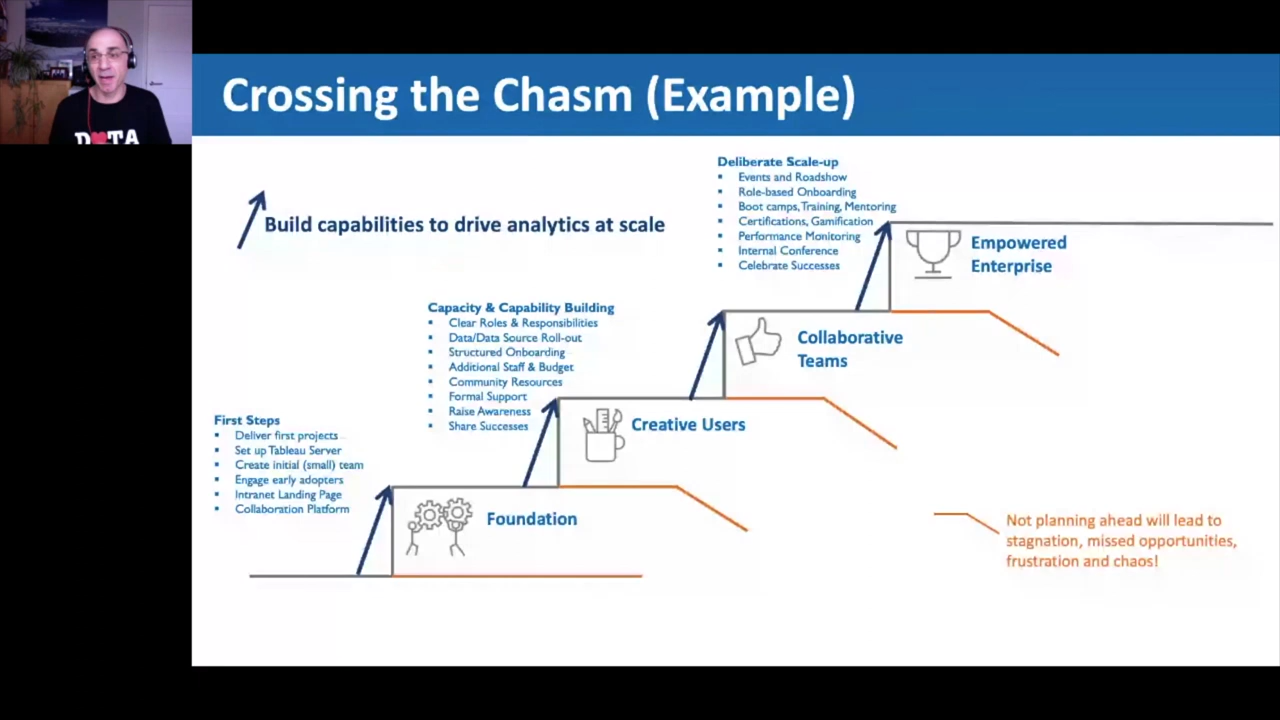 Crossing the Chasm (Example)
Build capabilities to drive analytics at scale
Deliberate Scale-up
Events and Roadshow
Role-based Onboarding
Boot camps, Training, Mentoring
Certifications, Gamification
Performance Monitoring
Internal Conference
Celebrate Successes
Empowered
Enterprise
Capacity & Capability Building
Clear Roles & Responsibilities
Data/Data Source Roll-out
Structured Onboarding
Additional Staff & Budget
Community Resources
Formal Support
Raise Awareness
Share Successes
Collaborative
Teams
Creative Users
First Steps
Deliver first projects
Set up Tableau Server
Create initial (small) team
Engage early adopters
Intranet Landing Page
Collaboration Platform
Foundation
Not planning ahead will lead to
stagnation, missed opportunities,
frustration and chaos!
D♥TA